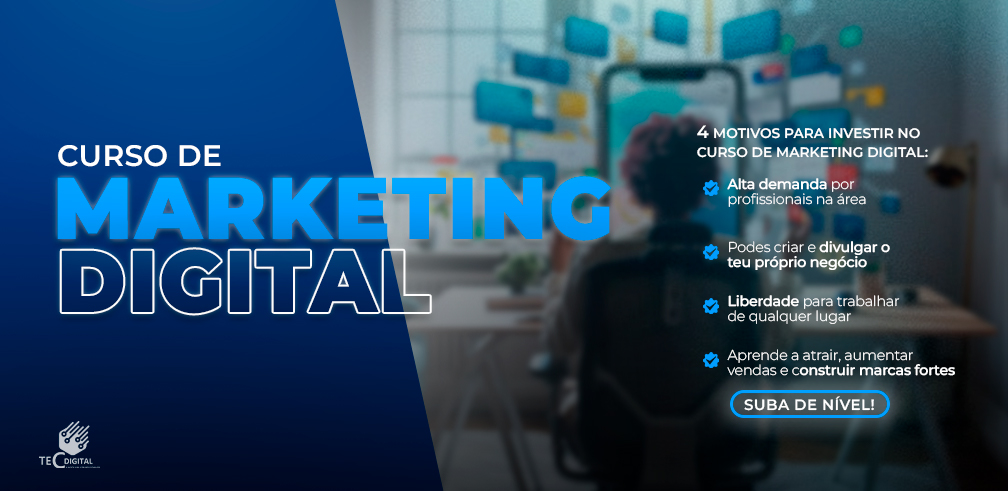 CURSO DE
MARKETING
DIGITAL
4 MOTIVOS PARA INVESTIR NO
CURSO DE MARKETING DIGITAL:
Alta demanda por
profissionais na área
Podes criar e divulgar o
teu próprio negócio
Liberdade para trabalhar
de qualquer lugar
Aprende a atrair, aumentar
vendas e construir marcas fortes
SUBA DE NÍVEL!
TEC DIGITAL